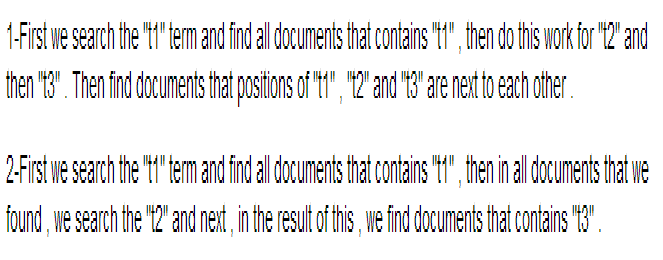 1-First we search the "t1" term and find all documents that contains "t1" , then do this work for "t2" and
then "t3" . Then find documents that positions of "t1" , "t2" and "t3" are next to each other .
2-First we search the "t1" term and find all documents that contains "t1" , then in all documents that we
found , we search the "t2" and next , in the result of this , we find documents that contains "t3" .